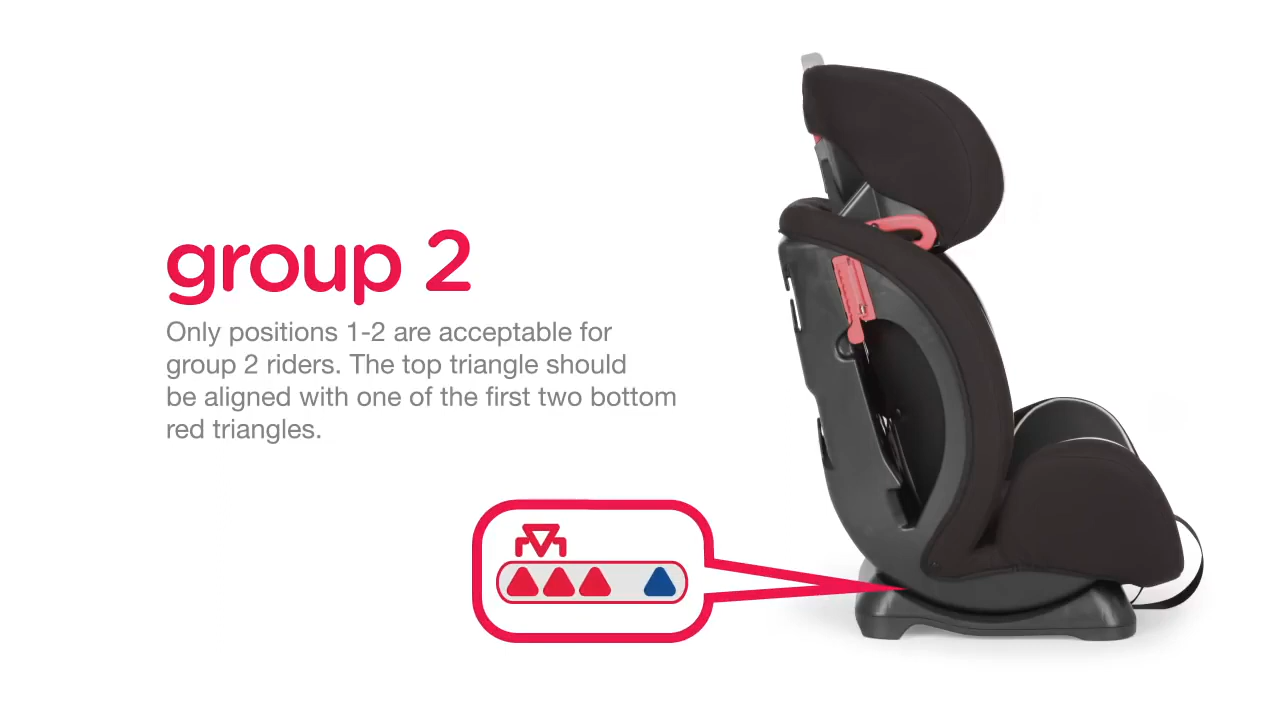 group 2
Only positions 1-2 are acceptable for
group 2 riders. The top triangle should
be aligned with one of the first two bottom
red triangles.